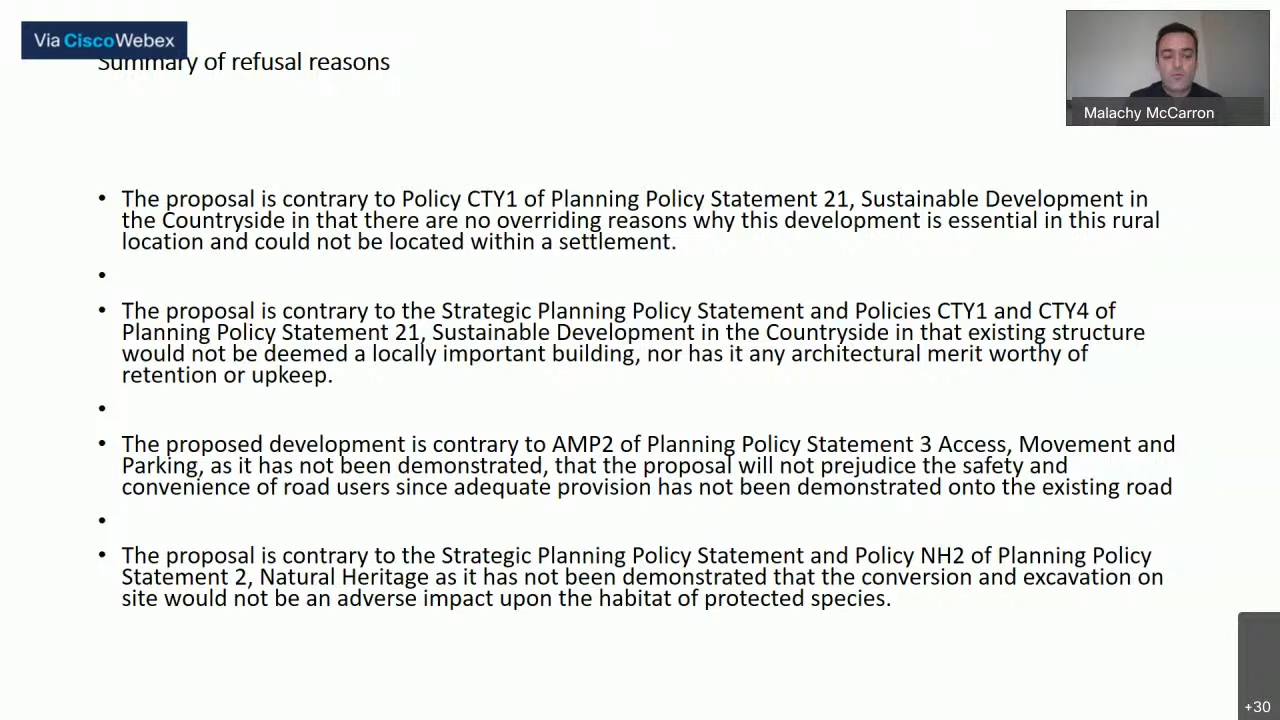 Via Cisco Webex
Summary of refusal reasons
Malachy McCarron
• The proposal is contrary to Policy CTY1 of Planning Policy Statement 21, Sustainable Development in
the Countryside in that there are no overriding reasons why this development is essential in this rural
location and could not be located within a settlement.
•
• The proposal is contrary to the Strategic Planning Policy Statement and Policies CTY1 and CTY4 of
Planning Policy Statement 21, Sustainable Development in the Countryside in that existing structure
would not be deemed a locally important building, nor has it any architectural merit worthy of
retention or upkeep.
•
• The proposed development is contrary to AMP2 of Planning Policy Statement 3 Access, Movement and
Parking, as it has not been demonstrated, that the proposal will not prejudice the safety and
convenience of road users since adequate provision has not been demonstrated onto the existing road
•
• The proposal is contrary to the Strategic Planning Policy Statement and Policy NH2 of Planning Policy
Statement 2, Natural Heritage as it has not been demonstrated that the conversion and excavation on
site would not be an adverse impact upon the habitat of protected species.
+30